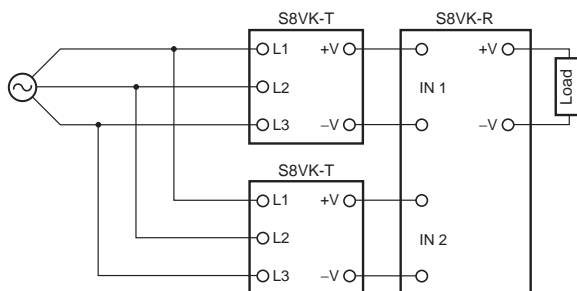 S8VK-T
S8VK-R
L1
+V
+V
L2
IN 1
Load
L3
−V
−V
S8VK-T
L1
+V
L2
IN 2
L3
−V